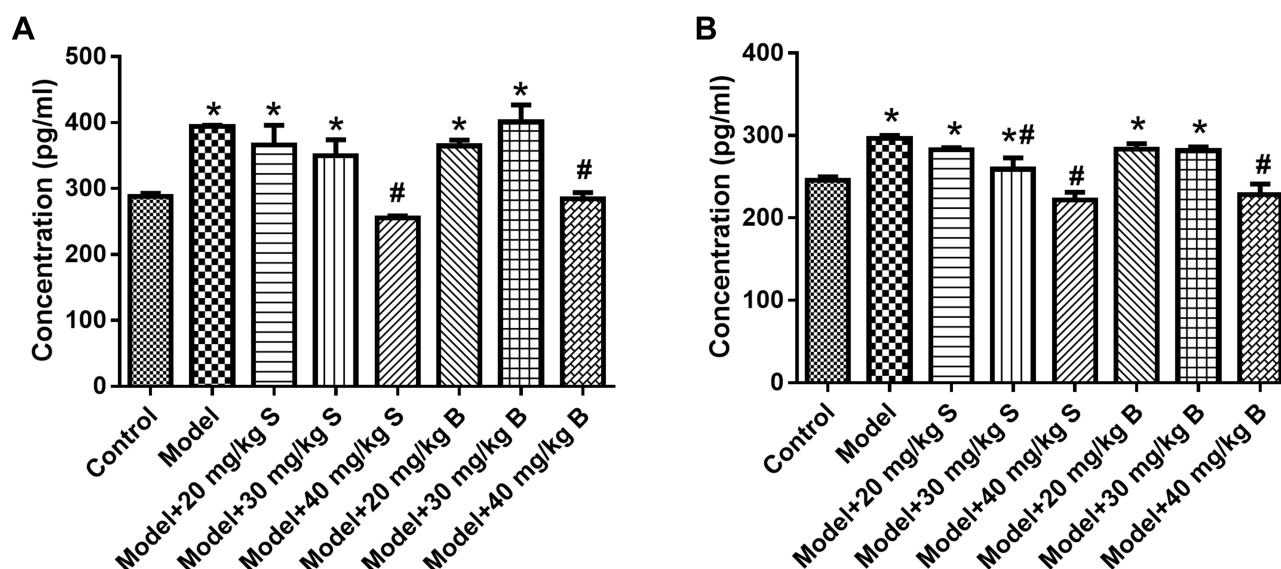 A
Concentration (pg/ml)
500
400
300
200
100
0
*
*
*
#
*
*
#
Control
Model
Model+20 mg/kg S
Model+30 mg/kg S
Model+40 mg/kg S
Model+20 mg/kg B
Model+30 mg/kg B
Model+40 mg/kg B
B
Concentration (pg/ml)
400
300
200
100
0
*
*
*#
#
*
*
#
Control
Model
Model+20 mg/kg S
Model+30 mg/kg S
Model+40 mg/kg S
Model+20 mg/kg B
Model+30 mg/kg B
Model+40 mg/kg B